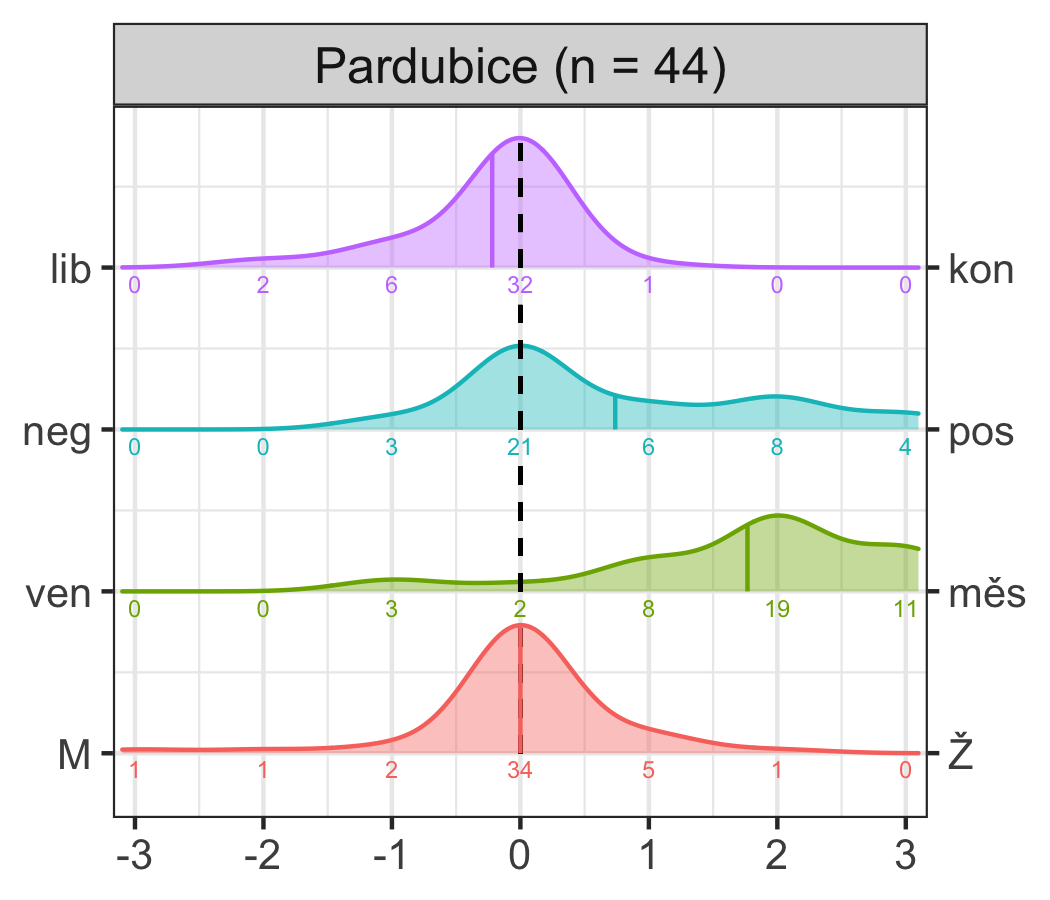 Pardubice (n = 44)
lib kon
0 2 6 32 1 0 0
neg pos
0 0 3 21 6 8 4
ven měs
0 0 3 2 8 19 11
M Ž
1 1 2 34 5 1 0
-3 -2 -1 0 1 2 3